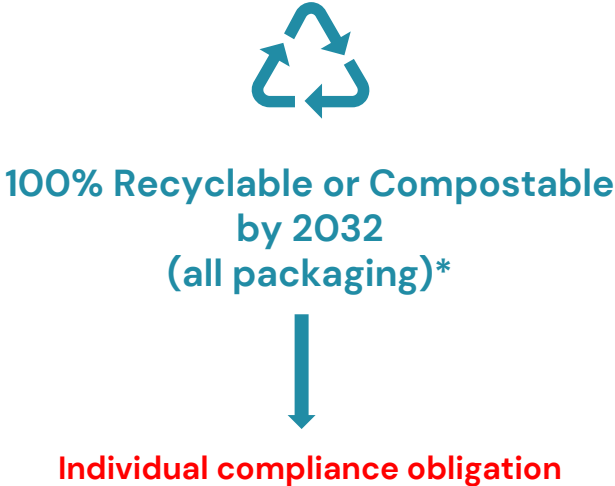 100% Recyclable or Compostable
by 2032
(all packaging)*
Individual compliance obligation